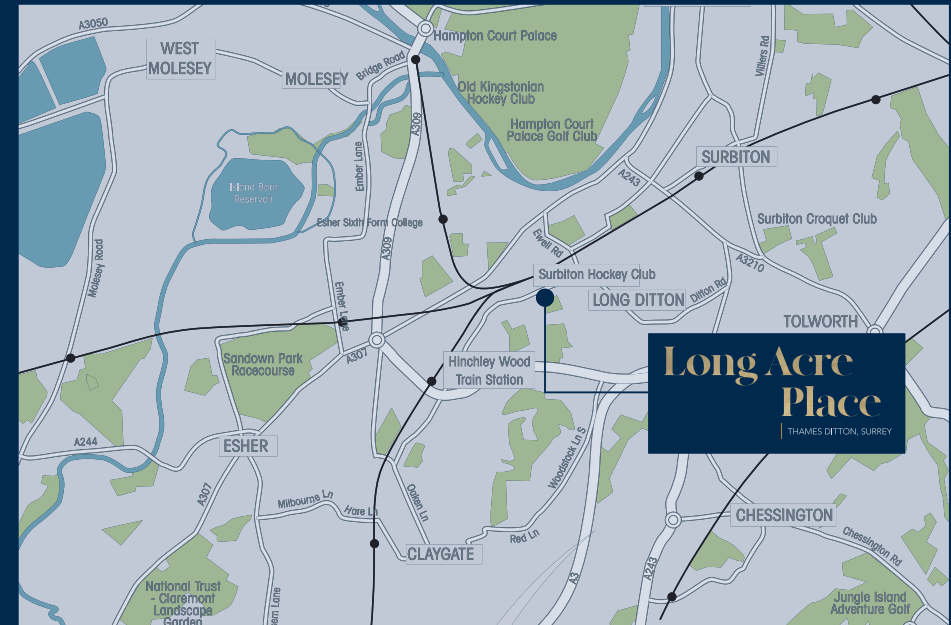 A3050
WEST
MOLESEY
MOLESEY
Bridge Road
Hampton Court Palace
Villiers Rd
Old Kingstonian
Hockey Club
Hampton Court
Palace Golf Club
A309
Ember Lane
SURBITON
A243
Island Barn
Reservoir
Esher Sixth Form College
Surbiton Croquet Club
A309
Ewell Rd
A3210
Molesey Road
Surbiton Hockey Club
Ember Lane
LONG DITTON
Ditton Rd
TOLWORTH
Sandown Park
Racecourse
A307
Hinchley Wood
Train Station
Long Acre
Place
THAMES DITTON, SURREY
A244
ESHER
Woodstock Ln S
A307
Milbourne Ln
Hare Ln
Oaken Ln
Red Ln
CHESSINGTON
Chessington Rd
CLAYGATE
A3
A243
National Trust
- Claremont
Landscape
Garden
ern Lane
Jungle Island
Adventure Golf